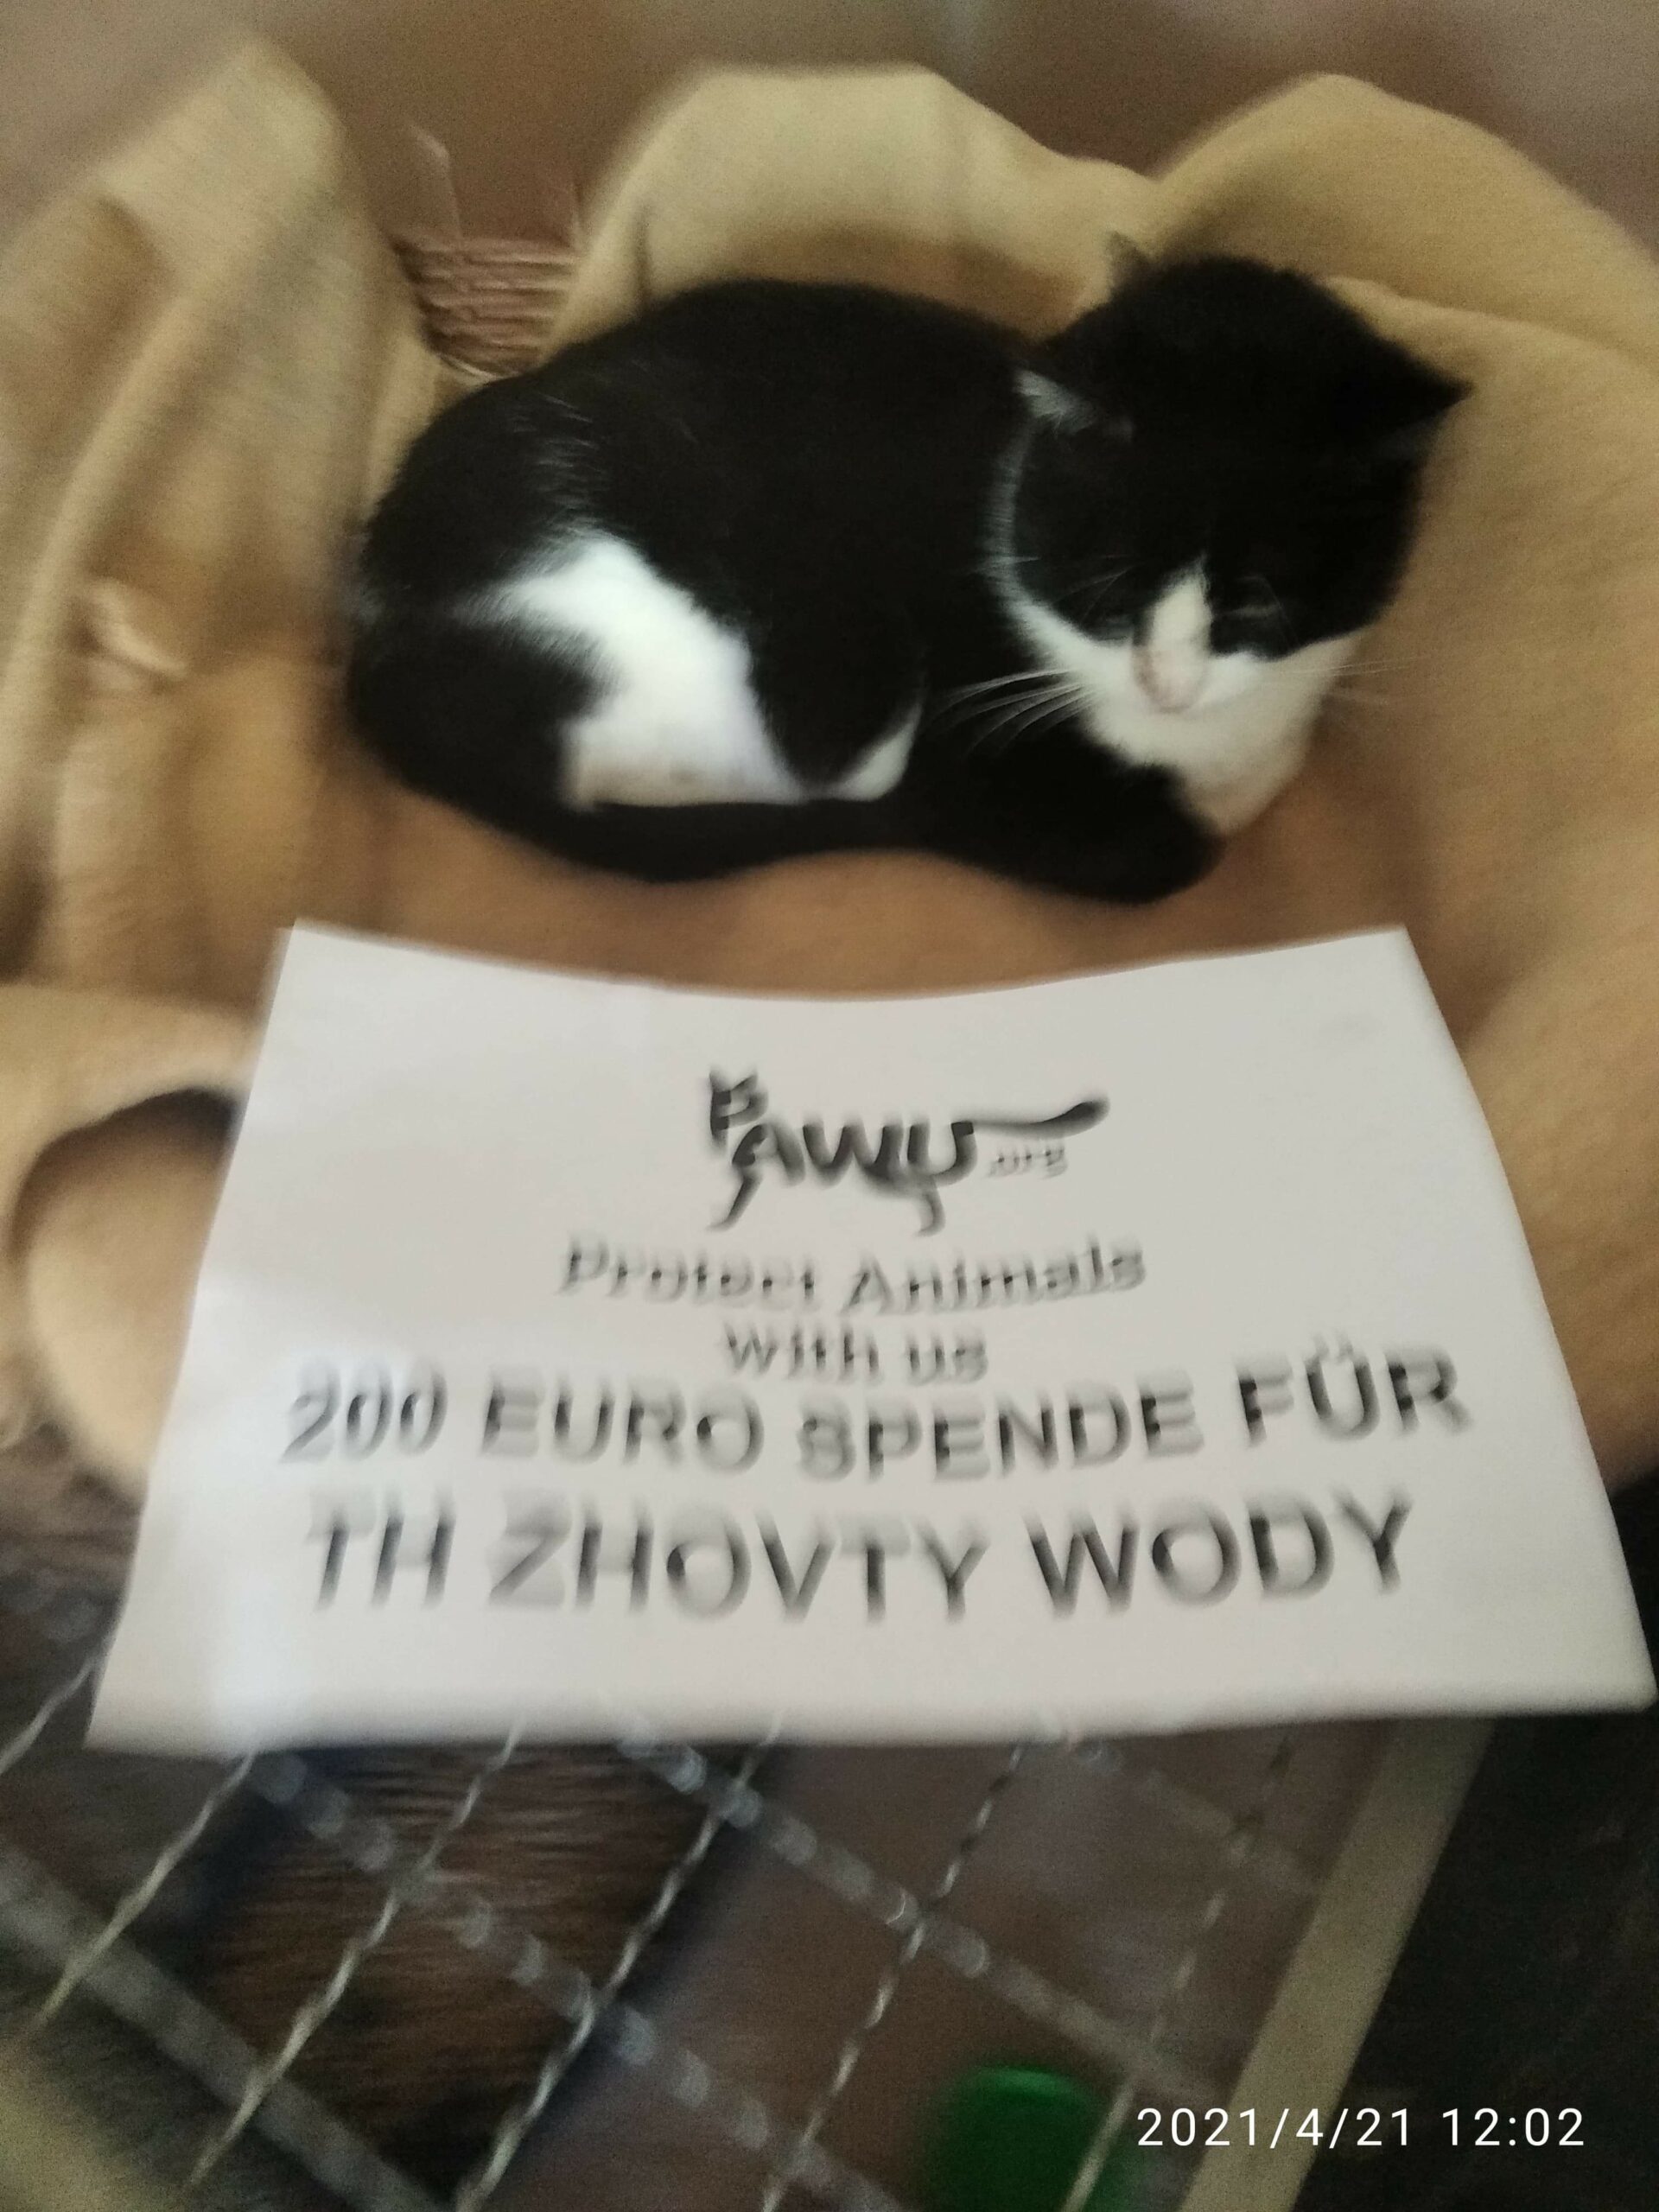 PAWU.org
Protect Animals
with us
200 EURO SPENDE FÜR
TH ZHOVTY WODY
2021/4/21 12:02